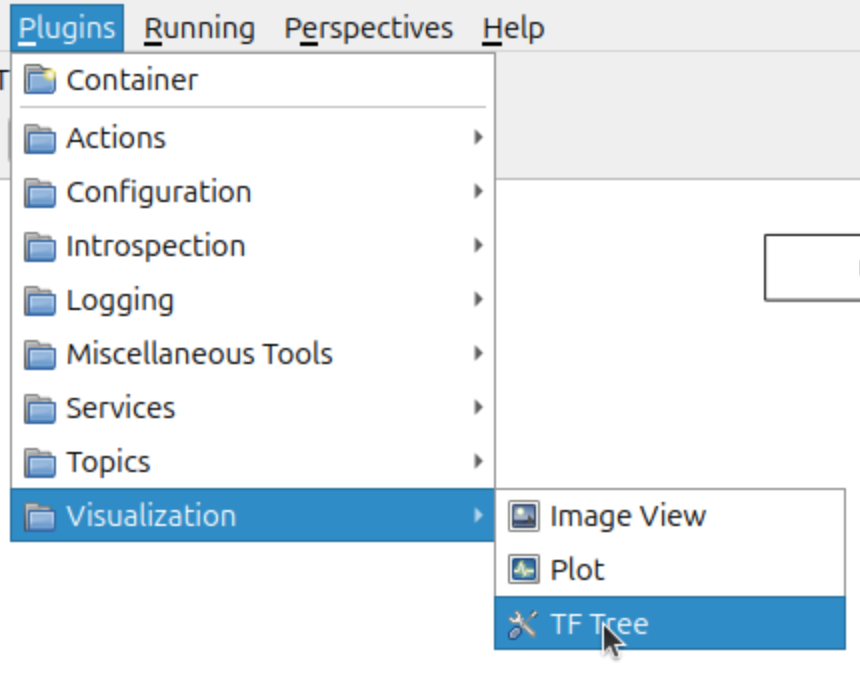 Plugins Running Perspectives Help
T
Container
Actions
Configuration
Introspection
Logging
Miscellaneous Tools
Services
Topics
Visualization
Image View
Plot
TF Tree